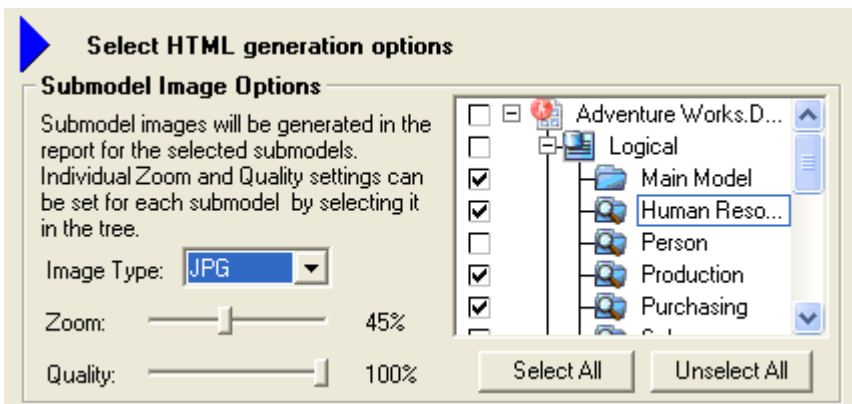 Select HTML generation options
Submodel Image Options
Submodel images will be generated in the
report for the selected submodels.
Individual Zoom and Quality settings can
be set for each submodel by selecting it
in the tree.
Image Type: JPG
Zoom: 45%
Quality: 100%
Adventure Works.D...
Logical
Main Model
Human Reso...
Person
Production
Purchasing
Select All Unselect All